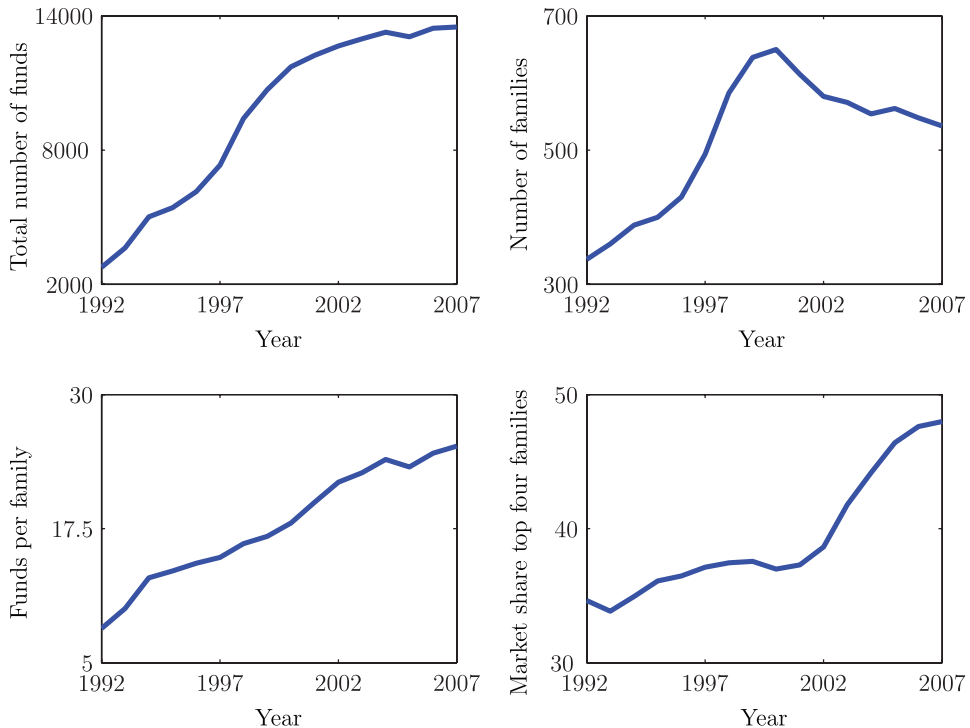 Total number of funds
14000
8000
2000
1992 1997 2002 2007
Year
Number of families
700
500
300
1992 1997 2002 2007
Year
Funds per family
30
17.5
5
1992 1997 2002 2007
Year
Market share top four families
50
40
30
1992 1997 2002 2007
Year